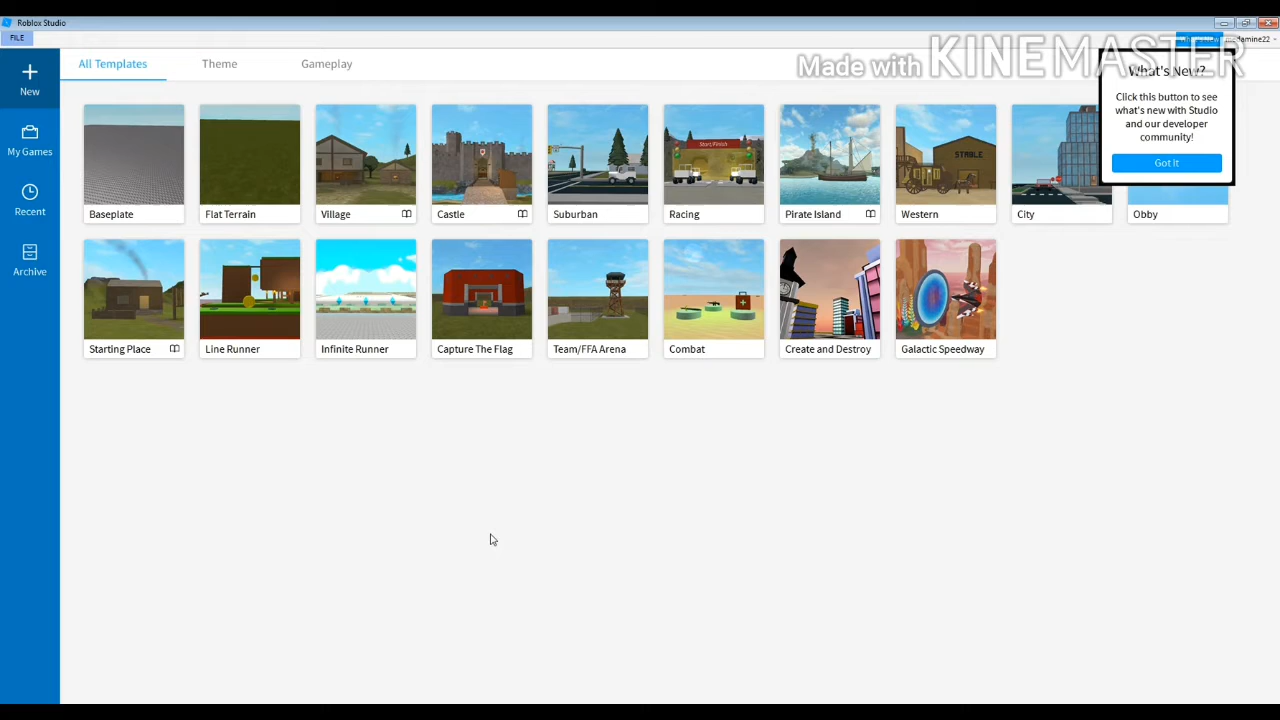 Roblox Studio
FILE
Made with KINEMASTER
All Templates
Theme
Gameplay
New
My Games
Recent
Archive
What's New?
Click this button to see
what's new with Studio
and our developer
community!
Got it
Baseplate
Flat Terrain
Village
Castle
Suburban
Start/Finish
Racing
Pirate Island
STABLE
Western
City
Obby
Starting Place
Line Runner
Infinite Runner
Capture The Flag
Team/FFA Arena
Combat
Create and Destroy
Galactic Speedway